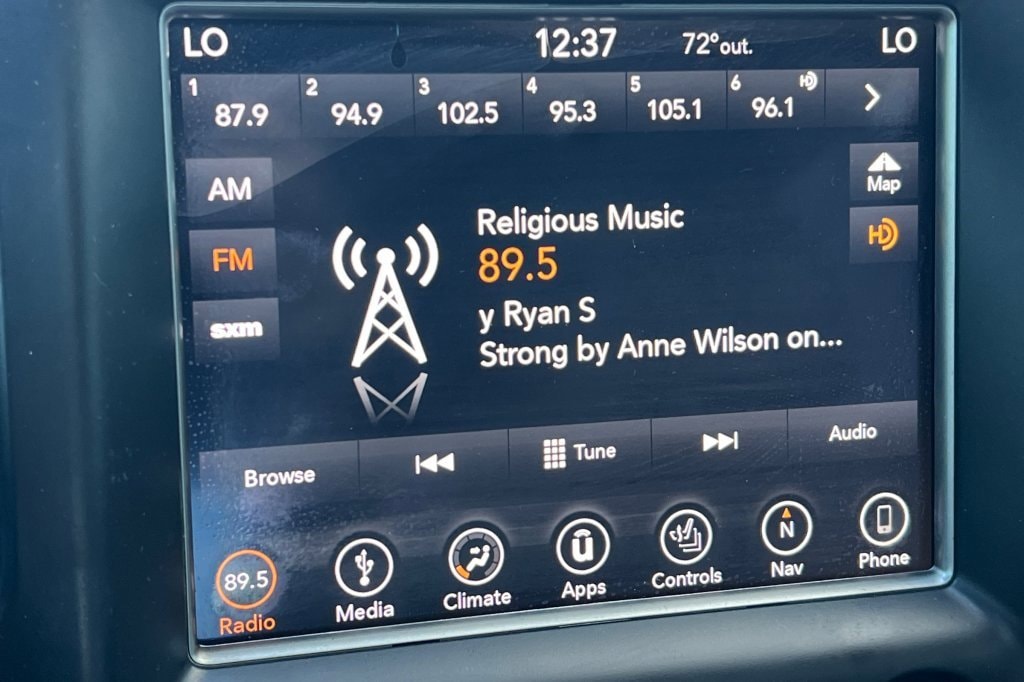 LO 12:37 72°out. LO
1 2 3 4 5 6 HD
87.9 94.9 102.5 95.3 105.1 96.1
AM
Map
Religious Music
FM 89.5 HD
y Ryan S
sxm
Strong by Anne Wilson on...
Browse Tune Audio
89.5 N
Radio Media Climate Apps Controls Nav Phone